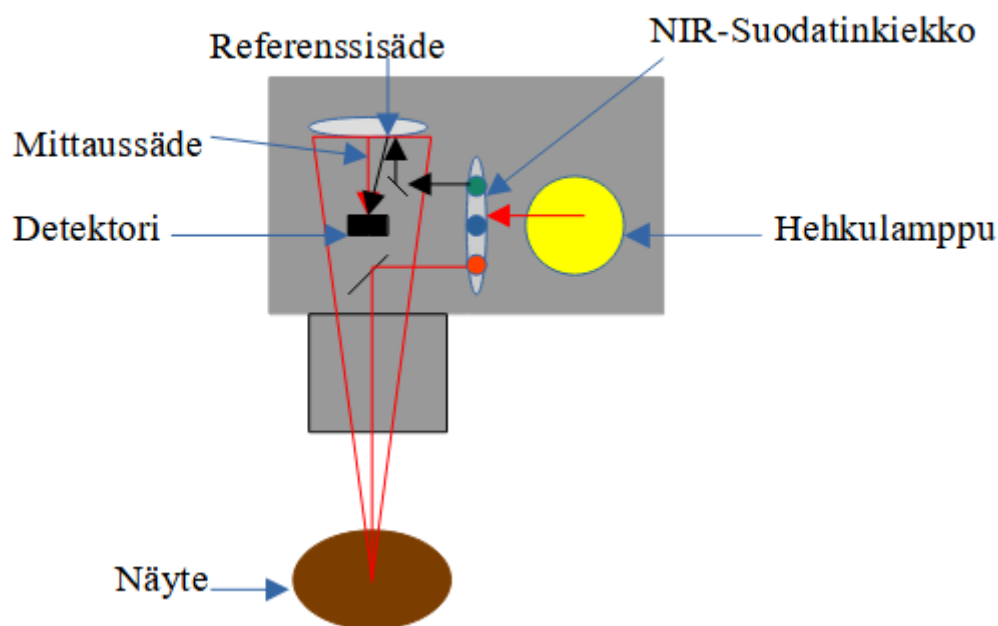 Referenssisäde
NIR-Suodatinkiekko
Mittaussäde
Detektori
Hehkulamppu
Näyte